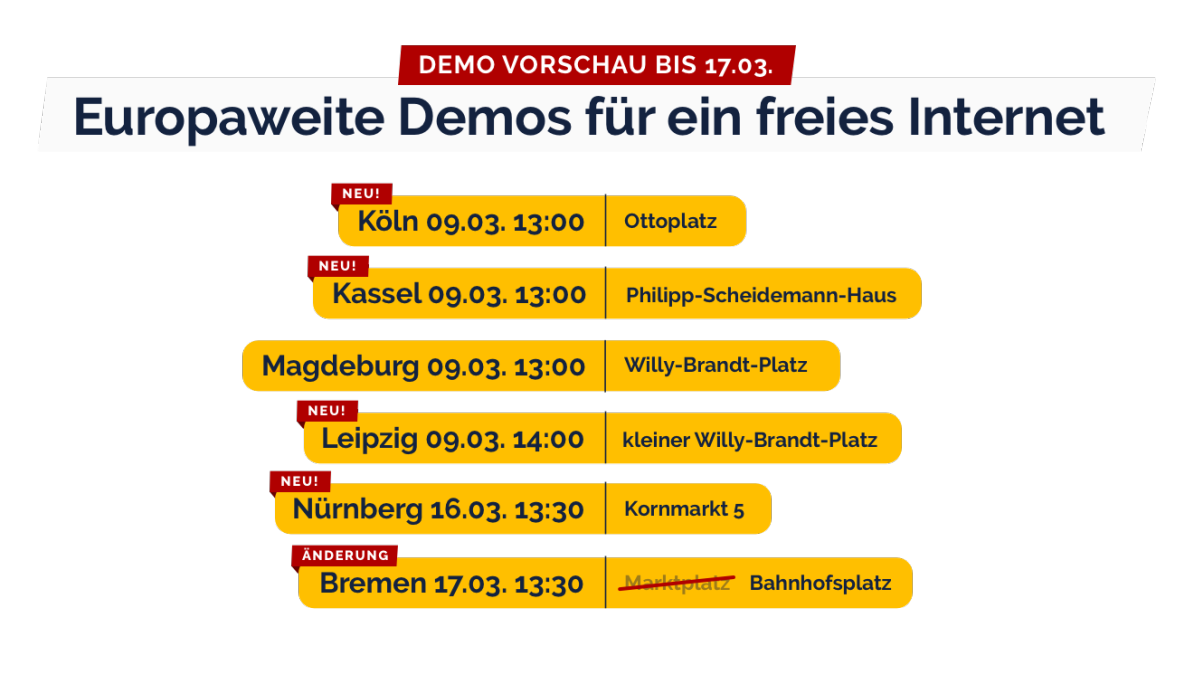 DEMO VORSCHAU BIS 17.03.
Europaweite Demos für ein freies Internet
NEU!
Köln 09.03. 13:00 Ottoplatz
NEU!
Kassel 09.03. 13:00 Philipp-Scheidemann-Haus
Magdeburg 09.03. 13:00 Willy-Brandt-Platz
NEU!
Leipzig 09.03. 14:00 kleiner Willy-Brandt-Platz
NEU!
Nürnberg 16.03. 13:30 Kornmarkt 5
ÄNDERUNG
Bremen 17.03. 13:30 Marktplatz Bahnhofsplatz